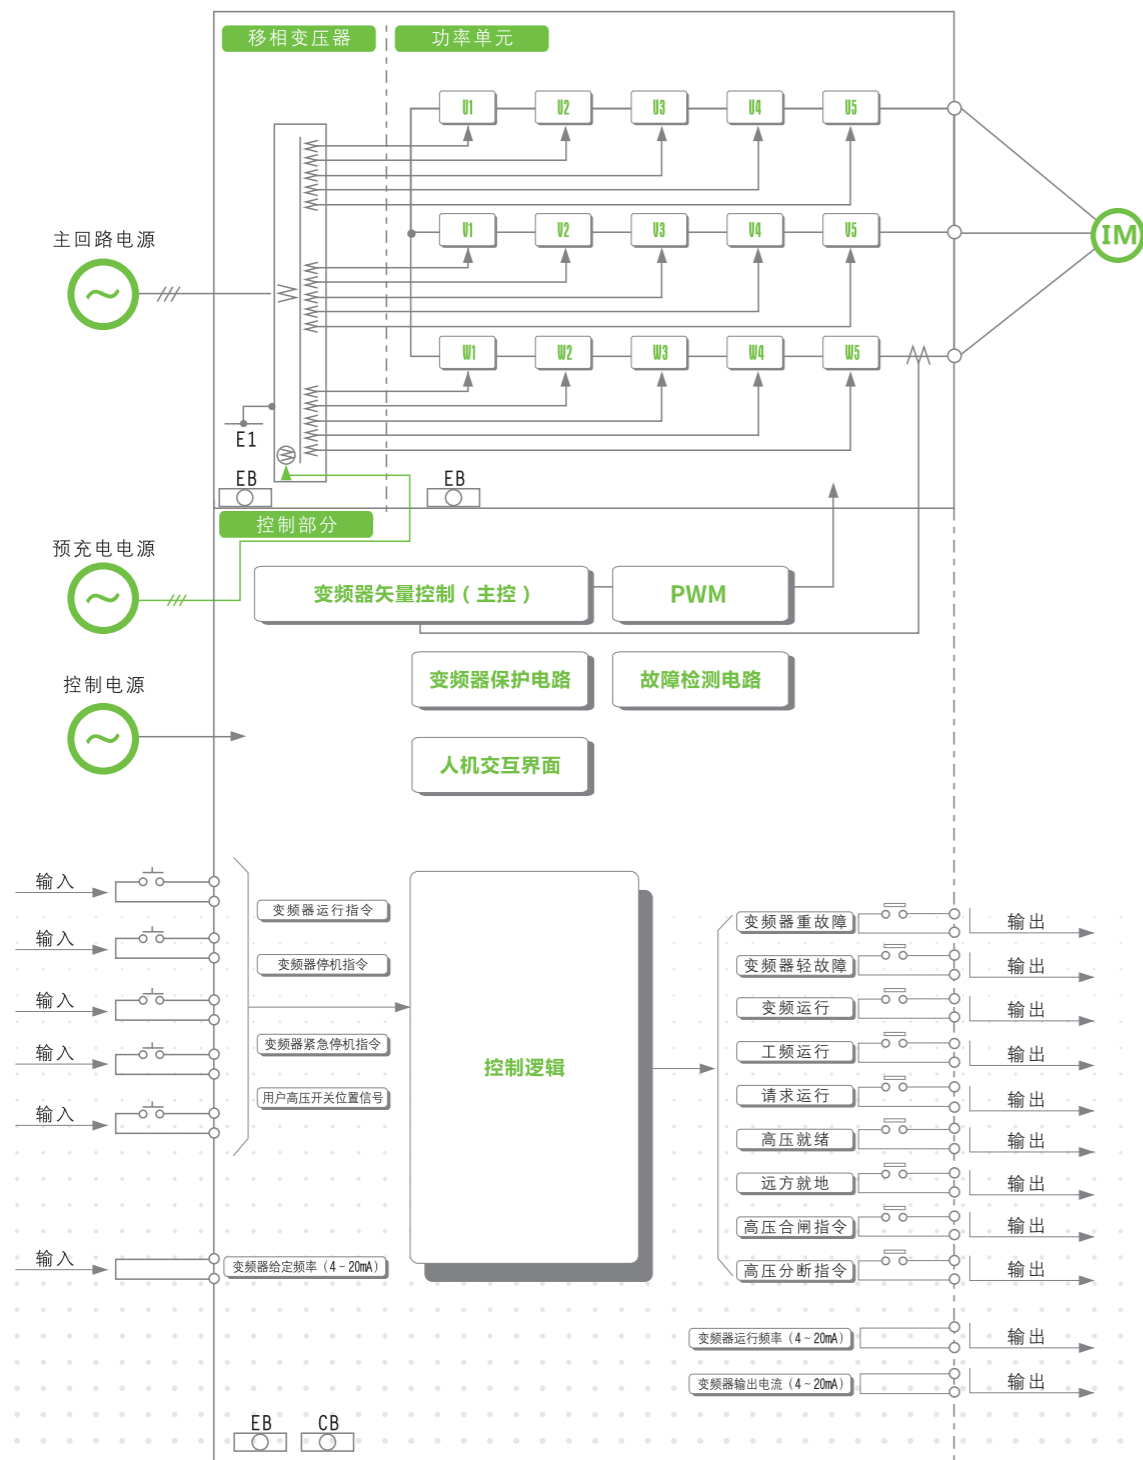 移相变压器
功率单元
U1 U2 U3 U4 U5
主回路电源
V1 V2 V3 V4 V5
IM
W1 W2 W3 W4 W5
E1
EB
EB
控制部分
预充电电源
变频器矢量控制（主控）
PWM
控制电源
变频器保护电路
故障检测电路
人机交互界面
输入
输入
输入
输入
输入
变频器运行指令
变频器停机指令
变频器紧急停机指令
用户高压开关位置信号
输入
变频器给定频率（4~20mA）
控制逻辑
变频器重故障
输出
变频器轻故障
输出
变频运行
输出
工频运行
输出
请求运行
输出
高压就绪
输出
远方就地
输出
高压合闸指令
输出
高压分断指令
输出
变频器运行频率（4~20mA）
输出
变频器输出电流（4~20mA）
输出
EB
CB